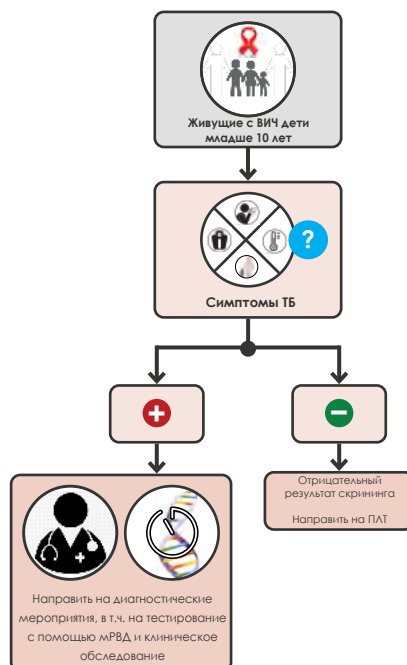 Живущие с ВИЧ дети
младше 10 лет
?
Симптомы ТБ
Отрицательный
результат скрининга
Направить на ПЛТ
Направить на диагностические
мероприятия, в т.ч. на тестирование
с помощью мРВД и клиническое
обследование